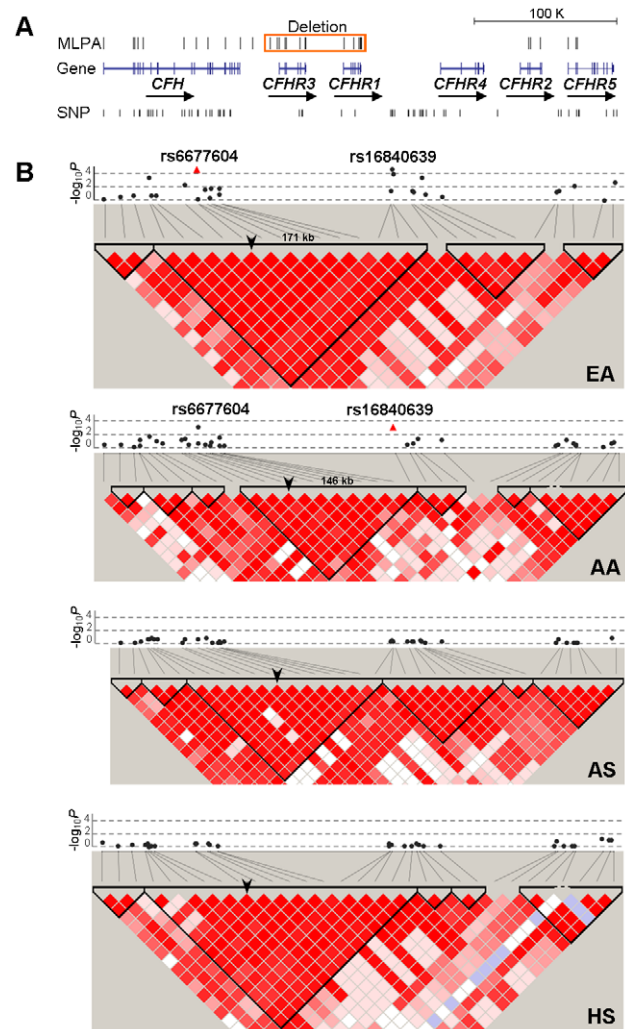 A
100 K
Deletion
MLPA
Gene
CFH CFHR3 CFHR1 CFHR4 CFHR2 CFHR5
SNP
B
rs6677604 rs16840639
-log10P
4
2
0
171 kb
EA
rs6677604 rs16840639
-log10P
4
2
0
146 kb
AA
-log10P
4
2
0
AS
-log10P
4
2
0
HS